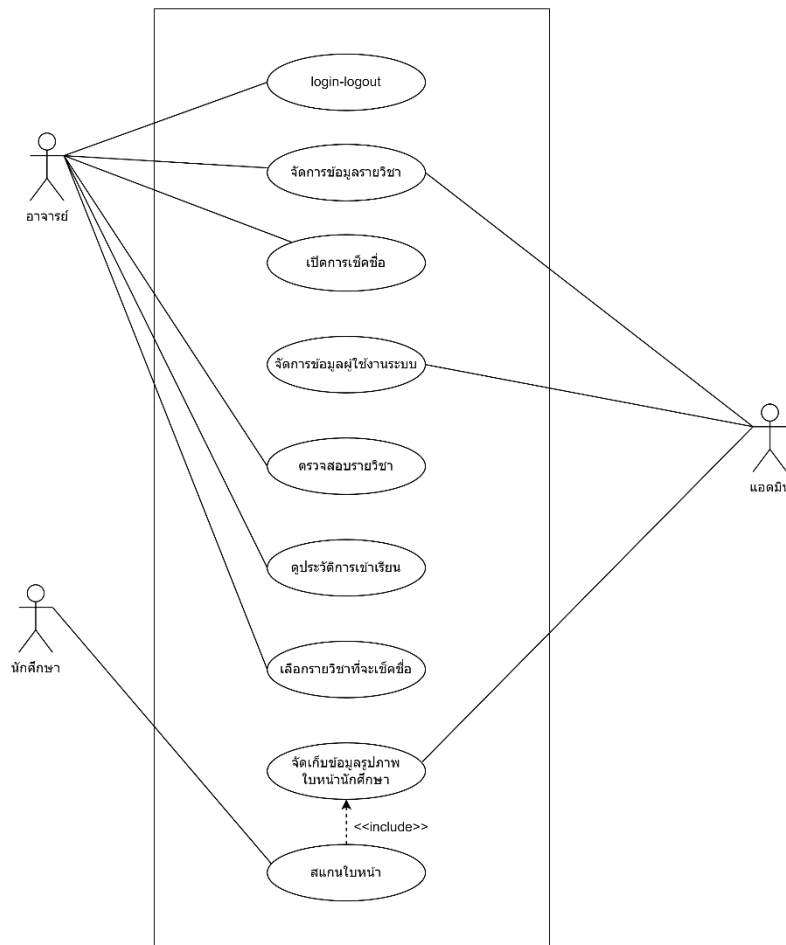 login-logout
จัดการข้อมูลรายวิชา
อาจารย์
เปิดการเช็คชื่อ
จัดการข้อมูลผู้ใช้งานระบบ
ตรวจสอบรายวิชา
แอดมิน
ดูประวัติการเข้าเรียน
นักศึกษา
เลือกรายวิชาที่จะเช็คชื่อ
จัดเก็บข้อมูลรูปภาพ
ใบหน้านักศึกษา
<<include>>
สแกนใบหน้า